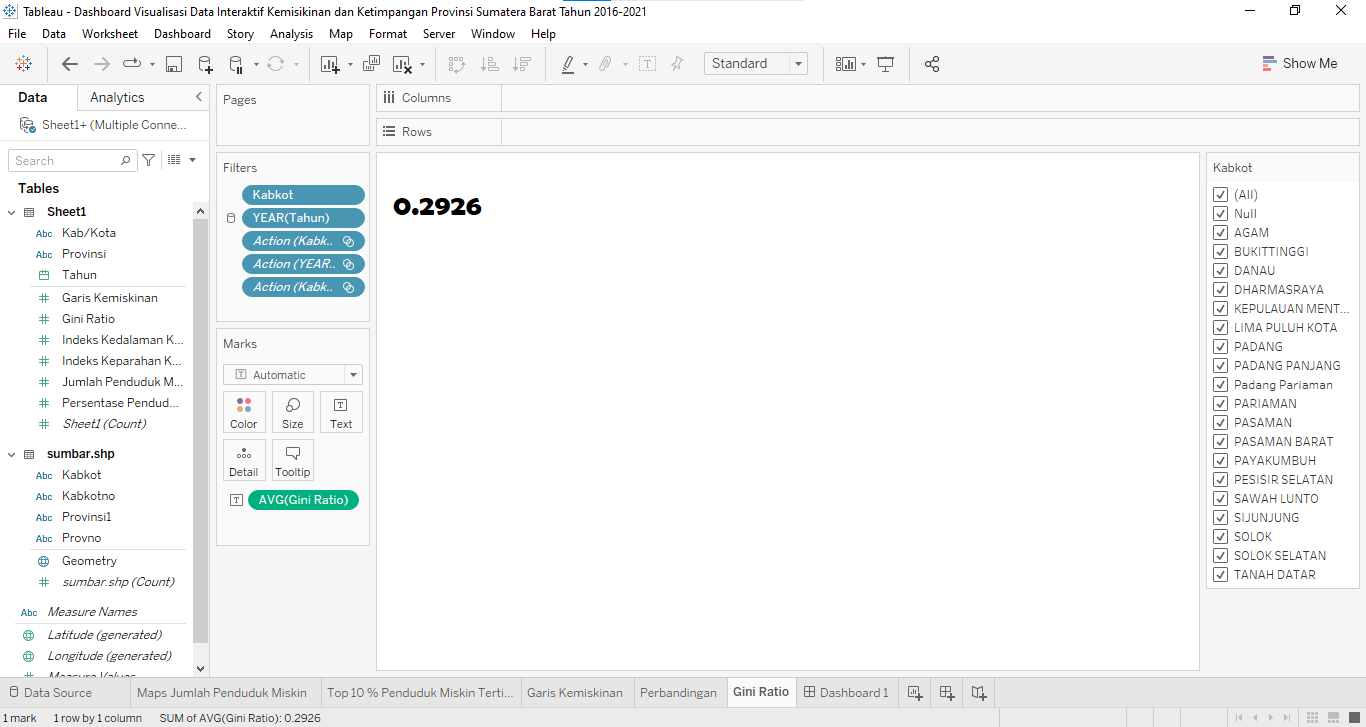 Tableau - Dashboard Visualisasi Data Interaktif Kemisikinan dan Ketimpangan Provinsi Sumatera Barat Tahun 2016-2021
File Data Worksheet Dashboard Story Analysis Map Format Server Window Help
Standard
Show Me
Data Analytics
Sheet1+ (Multiple Conne...
Search
Tables
Sheet1
Abc Kab/Kota
Abc Provinsi
Tahun
Garis Kemiskinan
Gini Ratio
Indeks Kedalaman K...
Indeks Keparahan K...
Jumlah Penduduk M...
Persentase Pendud...
Sheet1 (Count)
sumbar.shp
Abc Kabkot
Abc Kabkotno
Abc Provinsi1
Abc Provno
Geometry
sumbar.shp (Count)
Abc Measure Names
Latitude (generated)
Longitude (generated)
Measure Values
Pages
Filters
Kabkot
YEAR(Tahun)
Action (Kabk..
Action (YEAR..
Action (Kabk..
Marks
Automatic
Color Size Text
Detail Tooltip
AVG(Gini Ratio)
Columns
Rows
0.2926
Kabkot
(All)
Null
AGAM
BUKITTINGGI
DANAU
DHARMASRAYA
KEPULAUAN MENT...
LIMA PULUH KOTA
PADANG
PADANG PANJANG
Padang Pariaman
PARIAMAN
PASAMAN
PASAMAN BARAT
PAYAKUMBUH
PESISIR SELATAN
SAWAH LUNTO
SIJUNJUNG
SOLOK
SOLOK SELATAN
TANAH DATAR
Data Source Maps Jumlah Penduduk Miskin Top 10 % Penduduk Miskin Terti... Garis Kemiskinan Perbandingan Gini Ratio Dashboard 1
1 mark 1 row by 1 column SUM of AVG(Gini Ratio): 0.2926